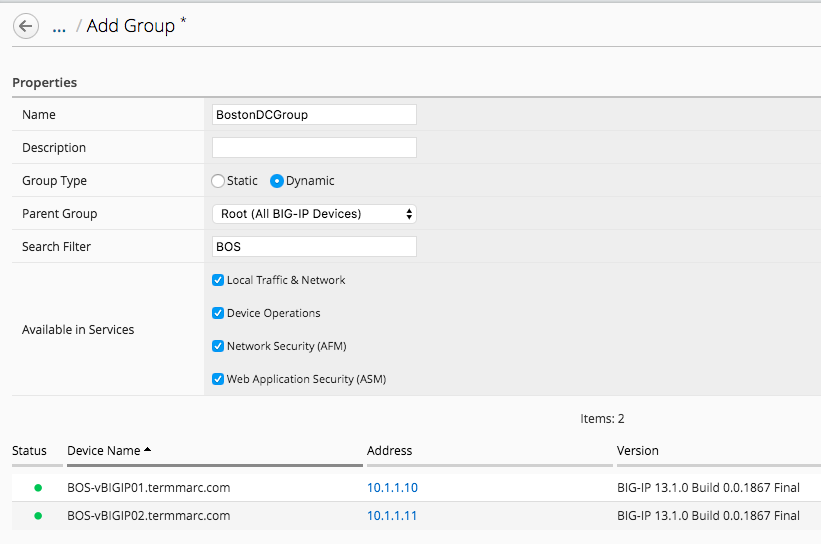 ... / Add Group *
Properties
Name BostonDCGroup
Description
Group Type Static Dynamic
Parent Group Root (All BIG-IP Devices)
Search Filter BOS
Available in Services
Local Traffic & Network
Device Operations
Network Security (AFM)
Web Application Security (ASM)
Items: 2
Status Device Name Address Version
BOS-vBIGIP01.termmarc.com 10.1.1.10 BIG-IP 13.1.0 Build 0.0.1867 Final
BOS-vBIGIP02.termmarc.com 10.1.1.11 BIG-IP 13.1.0 Build 0.0.1867 Final